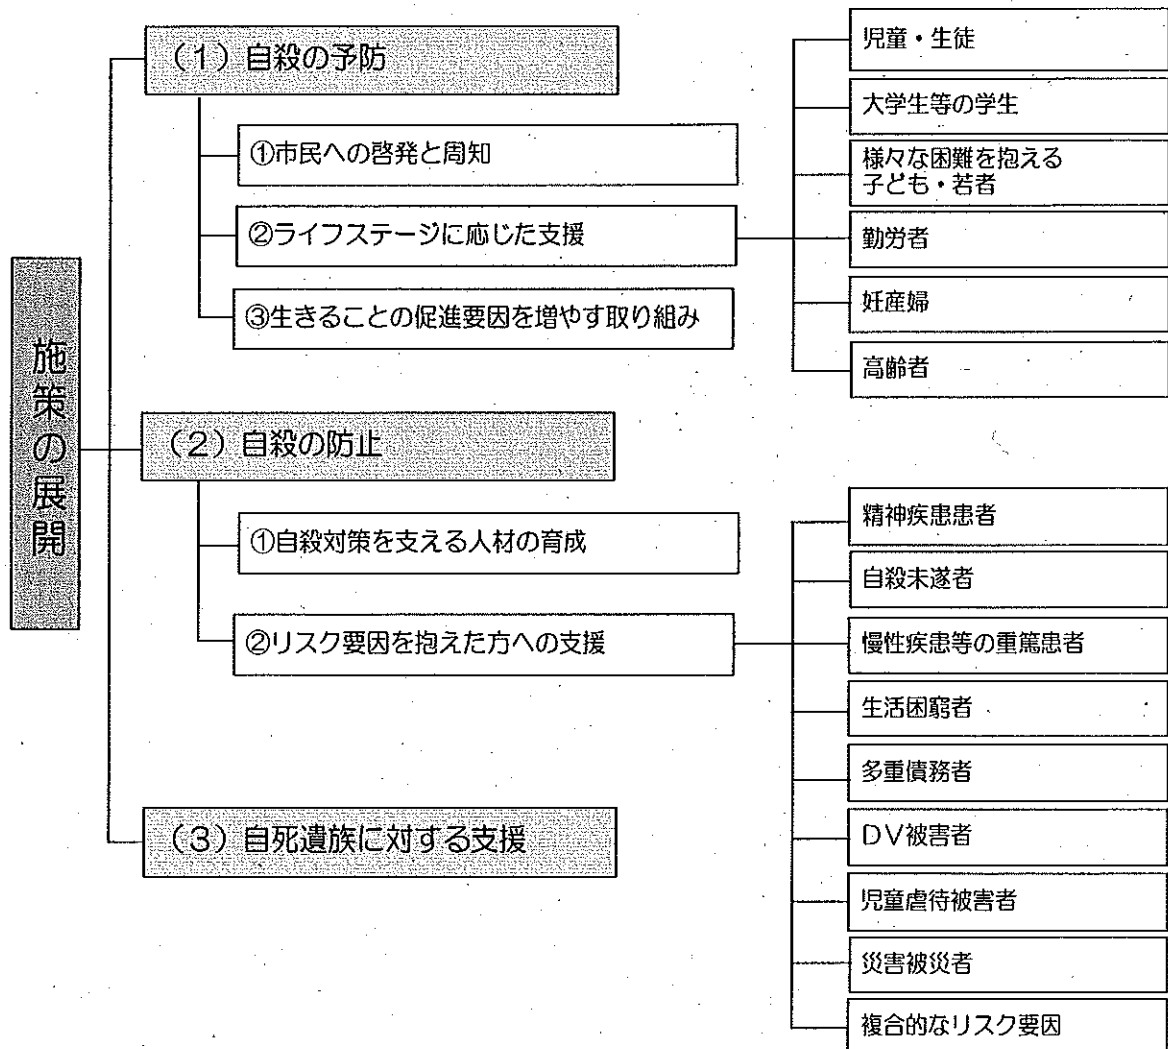 施策の展開
（１）自殺の予防
①市民への啓発と周知
②ライフステージに応じた支援
児童・生徒
大学生等の学生
様々な困難を抱える
子ども・若者
勤労者
妊産婦
高齢者
③生きることの促進要因を増やす取り組み
（２）自殺の防止
①自殺対策を支える人材の育成
②リスク要因を抱えた方への支援
精神疾患患者
自殺未遂者
慢性疾患等の重篤患者
生活困窮者
多重債務者
ＤＶ被害者
児童虐待被害者
災害被災者
複合的なリスク要因
（３）自死遺族に対する支援